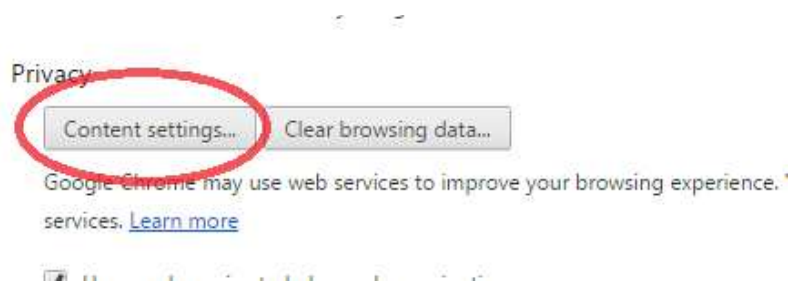 Privacy
Content settings... Clear browsing data...
Google Chrome may use web services to improve your browsing experience.
services. Learn more